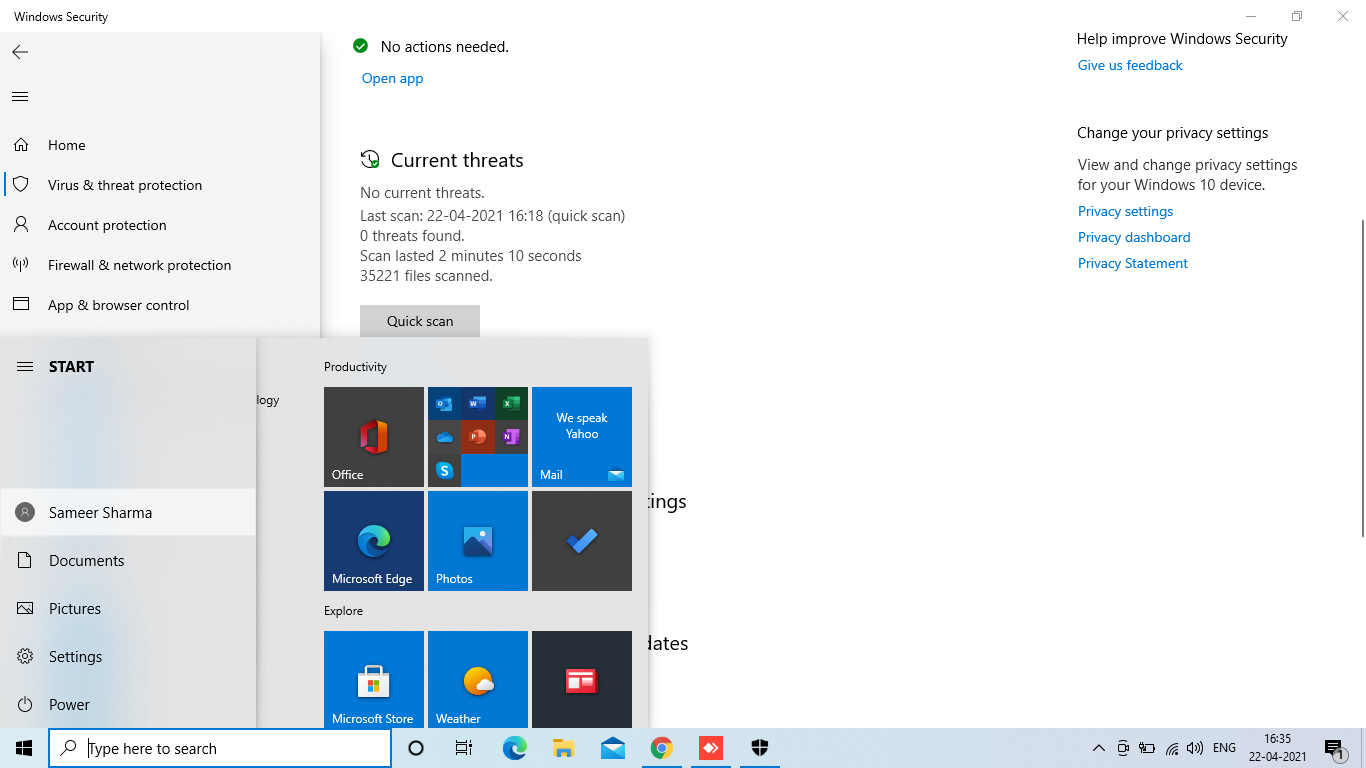 Windows Security
No actions needed.
Open app
Help improve Windows Security
Give us feedback
Home
Virus & threat protection
Account protection
Firewall & network protection
App & browser control
Current threats
No current threats.
Last scan: 22-04-2021 16:18 (quick scan)
0 threats found.
Scan lasted 2 minutes 10 seconds
35221 files scanned.
Quick scan
Change your privacy settings
View and change privacy settings
for your Windows 10 device.
Privacy settings
Privacy dashboard
Privacy Statement
START
logy
Sameer Sharma
Documents
Pictures
Settings
Power
Productivity
Office
We speak
Yahoo
Mail
Microsoft Edge
Photos
Explore
Microsoft Store
Weather
tings
dates
Type here to search
ENG
16:35
22-04-2021
1